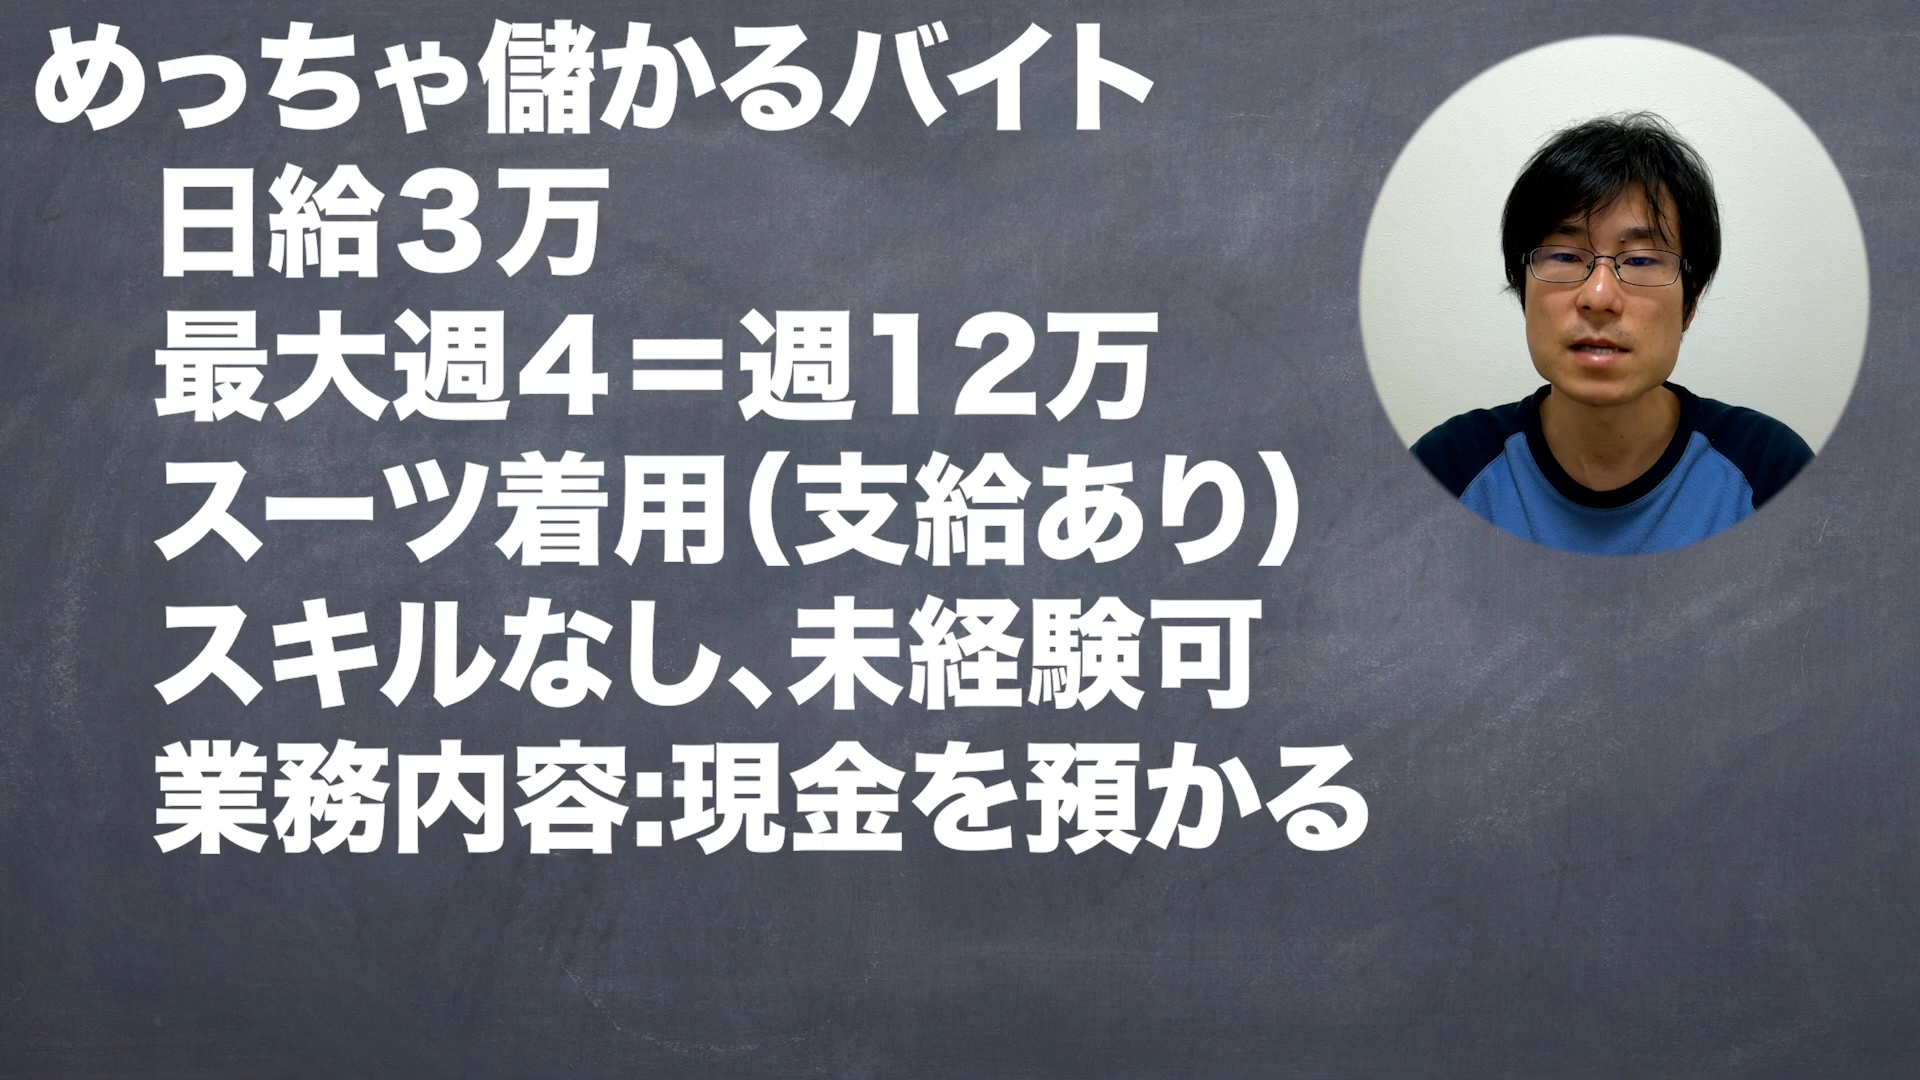 めっちゃ儲かるバイト
日給3万
最大週4=週12万
スーツ着用(支給あり)
スキルなし、未経験可
業務内容:現金を預かる